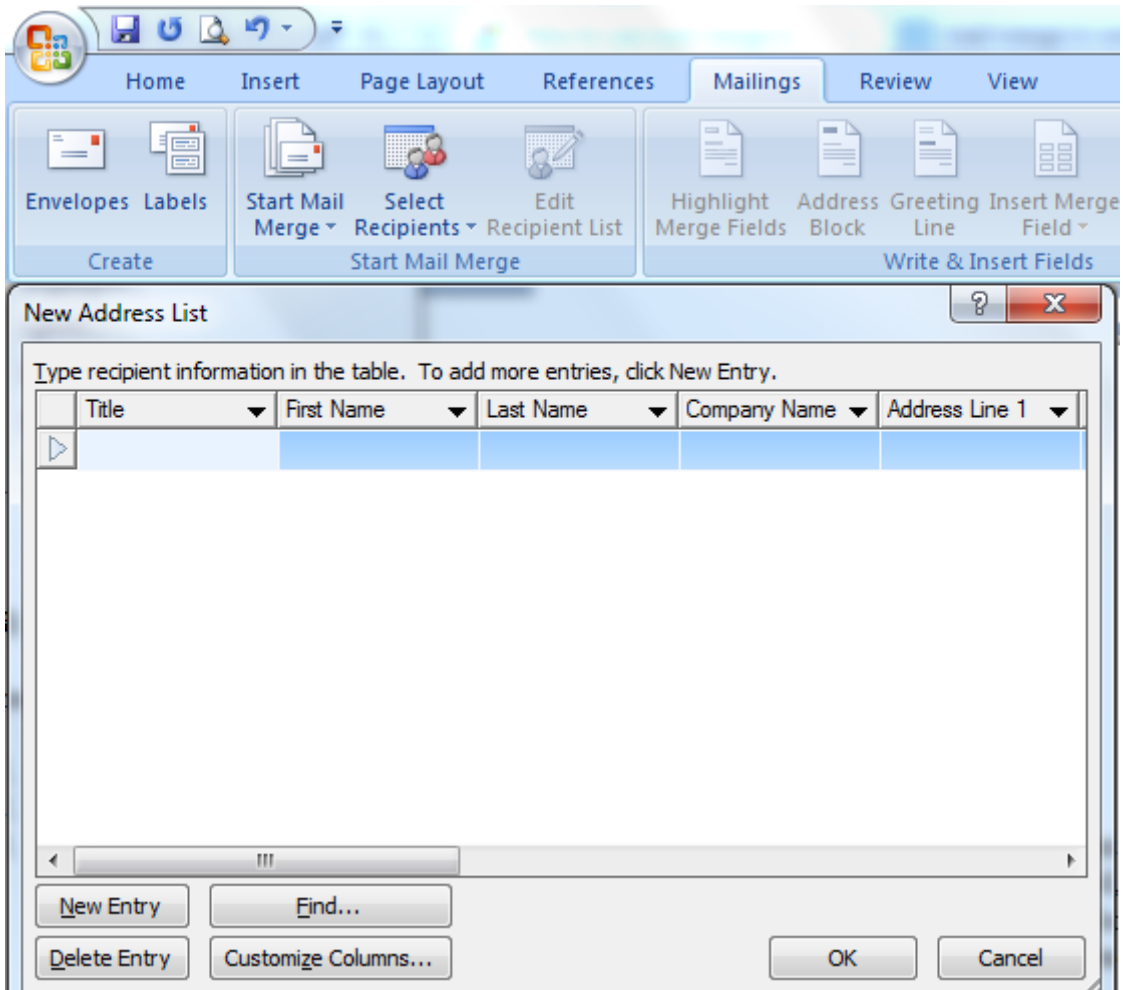 Home Insert Page Layout References Mailings Review View
Envelopes Labels Start Mail Select Edit Highlight Address Greeting Insert Merge
Merge Recipients Recipient List Merge Fields Block Line Field
Create Start Mail Merge Write & Insert Fields
New Address List
Type recipient information in the table. To add more entries, click New Entry.
Title First Name Last Name Company Name Address Line 1
New Entry Find...
Delete Entry Customize Columns... OK Cancel